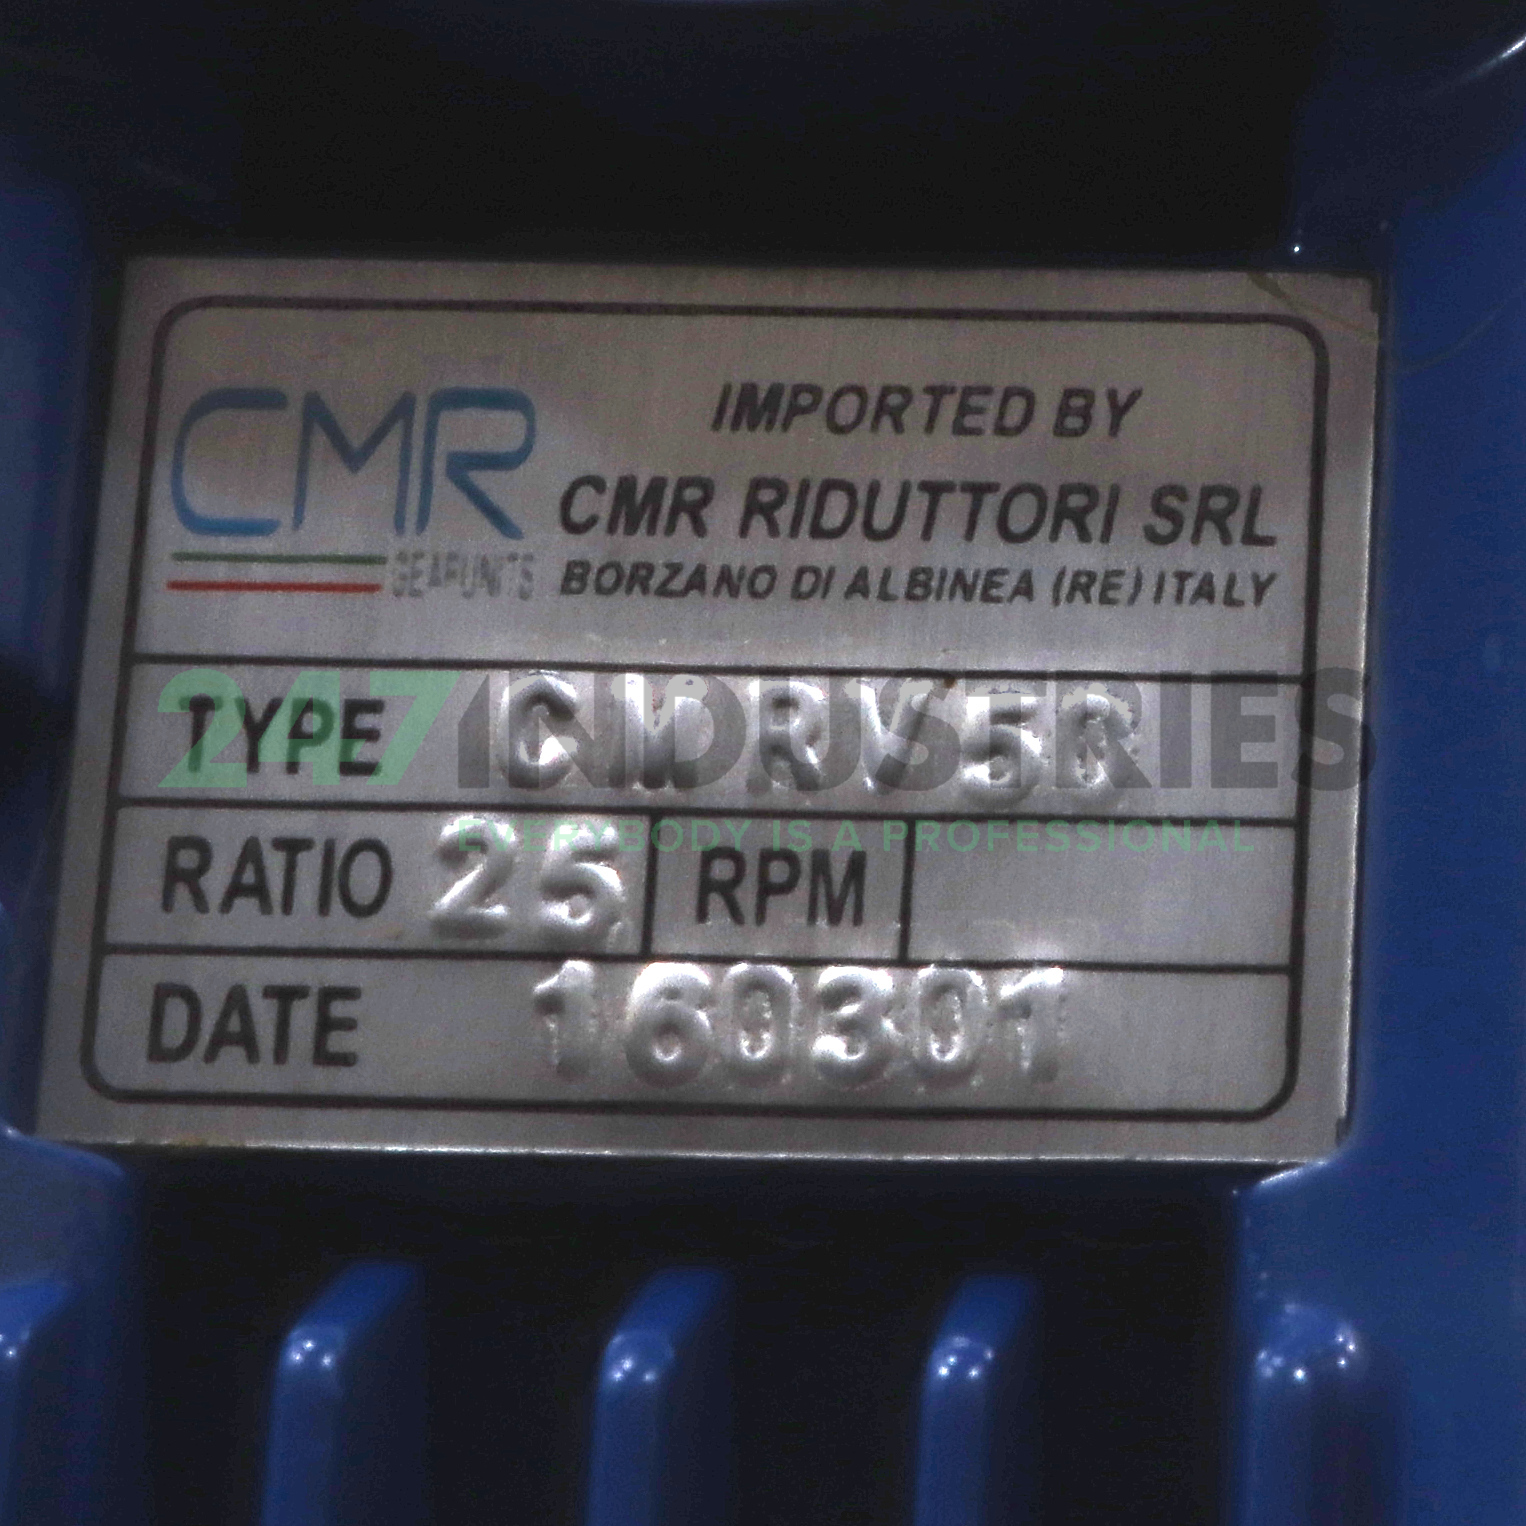 CMR
GEARUNITS
IMPORTED BY
CMR RIDUTTORI SRL
BORZANO DI ALBINEA (RE) ITALY
TYPE CMRV58
247 INDUSTRIES
EVERYBODY IS A PROFESSIONAL
RATIO 25 RPM
DATE 160301